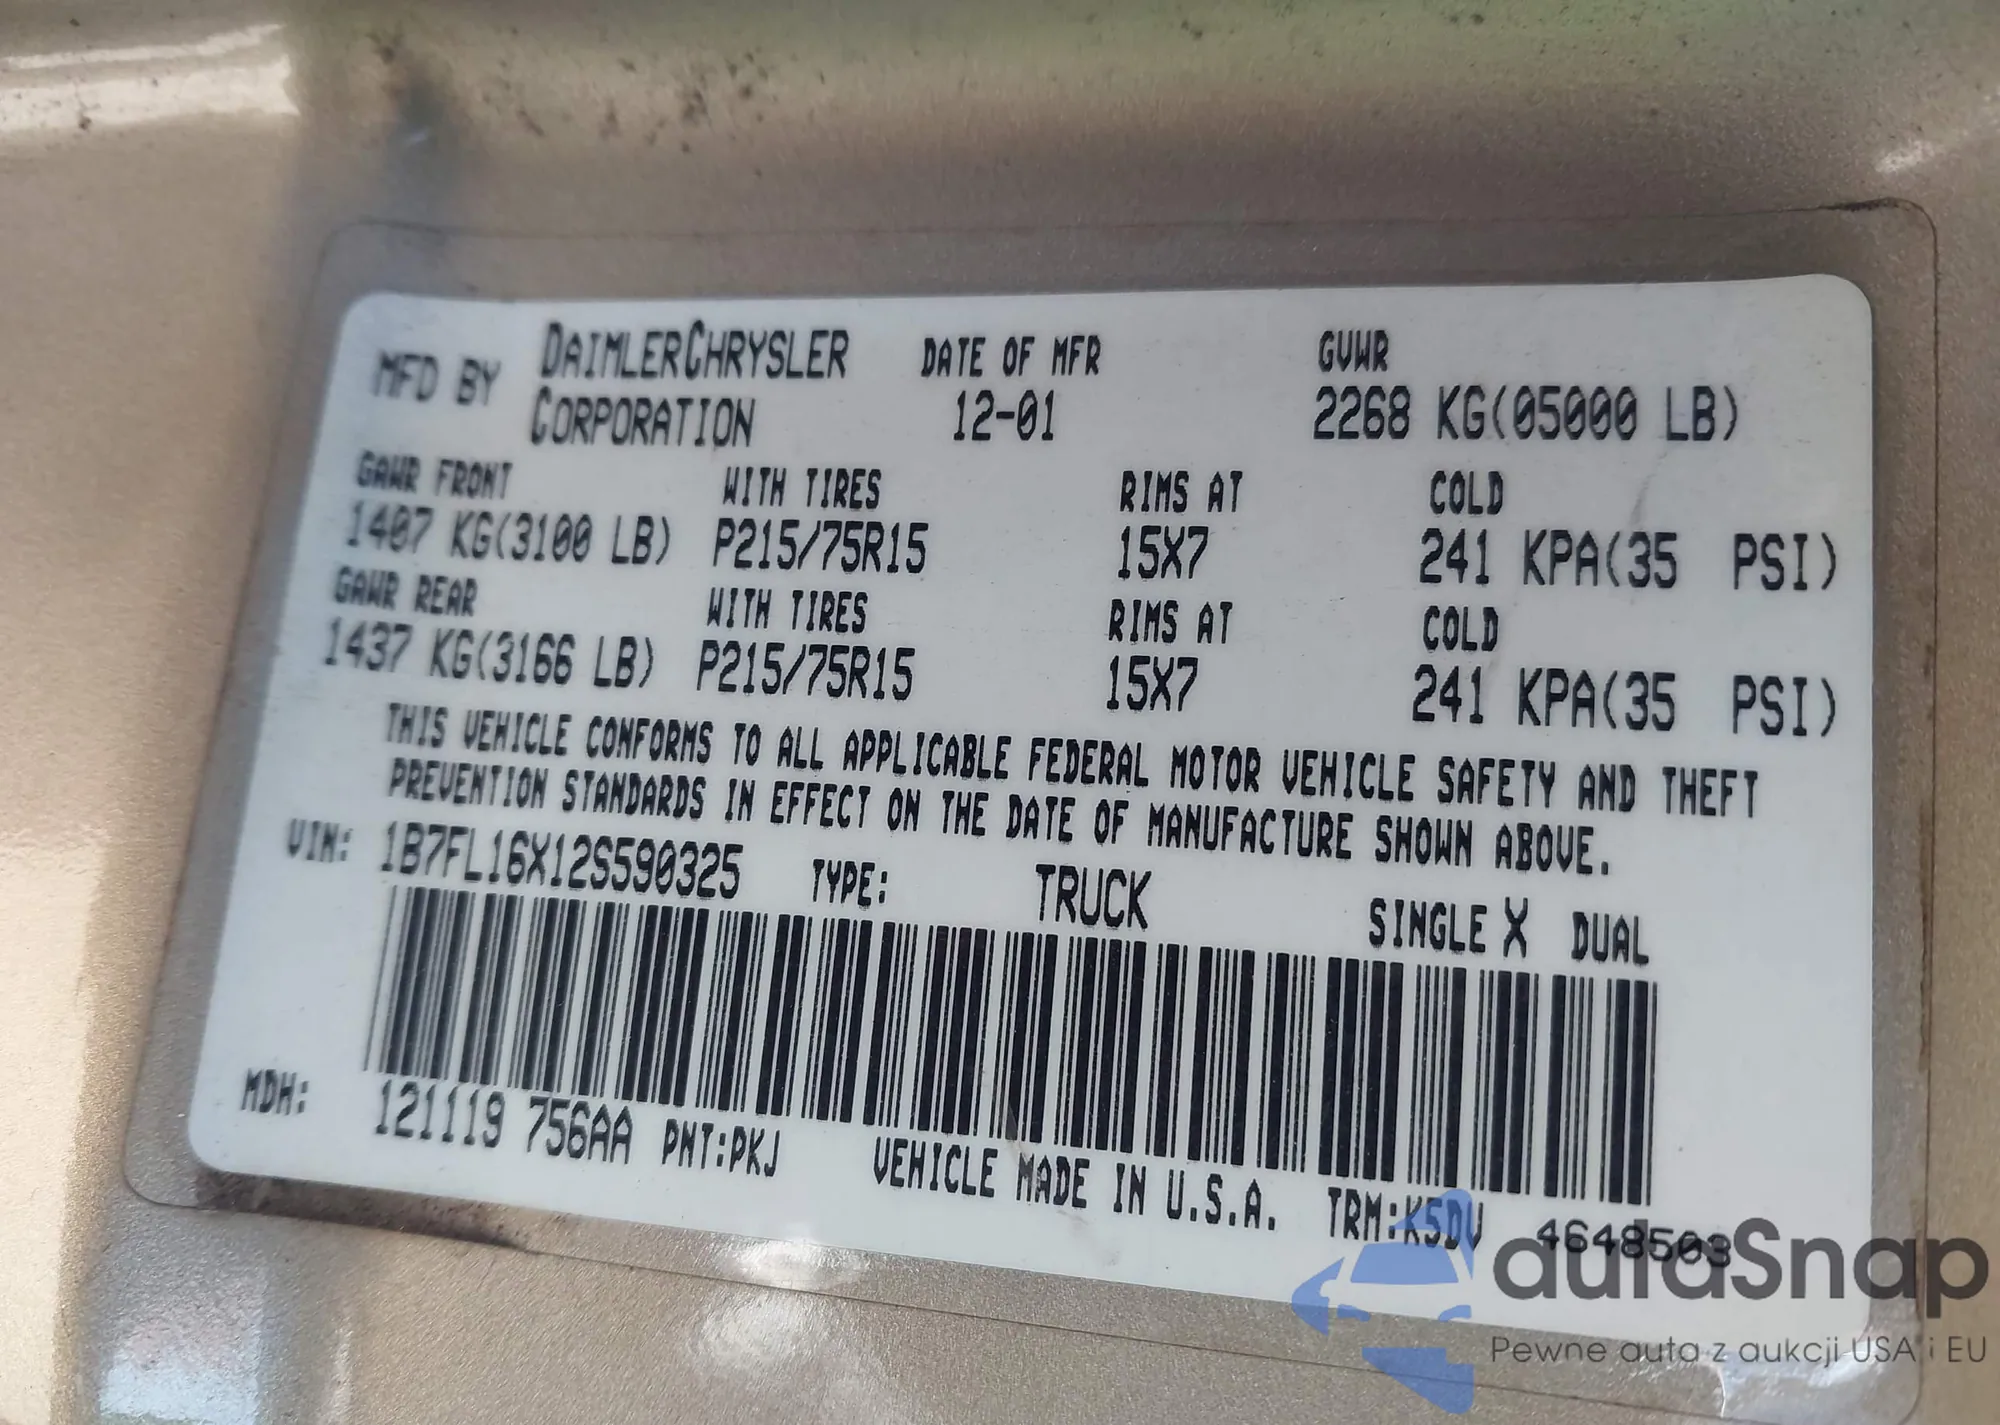 MFD BY DAIMLERCHRYSLER CORPORATION DATE OF MFR 12-01 GVWR 2268 KG(05000 LB)
GAWR FRONT WITH TIRES RIMS AT COLD
1407 KG(3100 LB) P215/75R15 15X7 241 KPA(35 PSI)
GAWR REAR WITH TIRES RIMS AT COLD
1437 KG(3166 LB) P215/75R15 15X7 241 KPA(35 PSI)
THIS VEHICLE CONFORMS TO ALL APPLICABLE FEDERAL MOTOR VEHICLE SAFETY AND THEFT
PREVENTION STANDARDS IN EFFECT ON THE DATE OF MANUFACTURE SHOWN ABOVE.
VIN: 1B7FL16X12S590325 TYPE: TRUCK SINGLE X DUAL
MDH: 121119 756AA PNT:PKJ VEHICLE MADE IN U.S.A. TRM:K5DV 4648503
autaSnap
Pewne auta z aukcji USA i EU